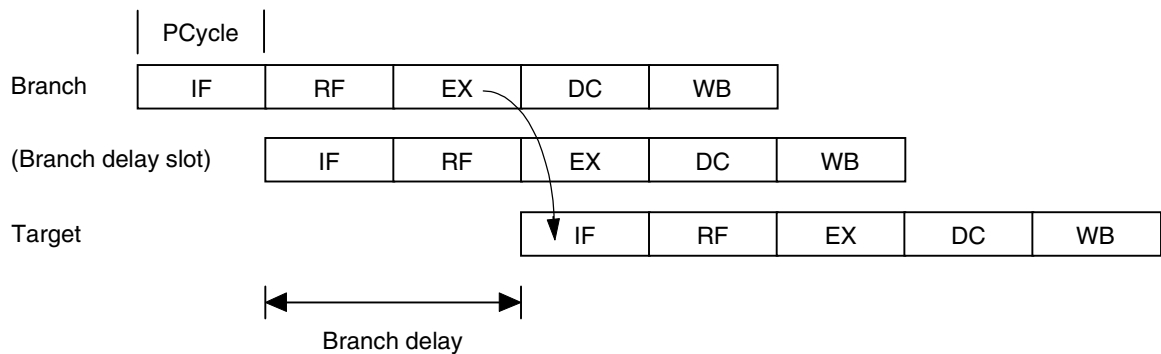 PCycle
Branch IF RF EX DC WB
(Branch delay slot) IF RF EX DC WB
Target IF RF EX DC WB
Branch delay